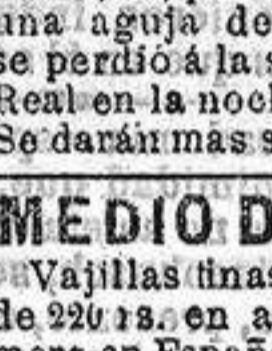 una aguja de
se perdió á la s
Real en la noch
Se darán mas s
MEDIO D
Vajillas finas
de 220 rs. en a